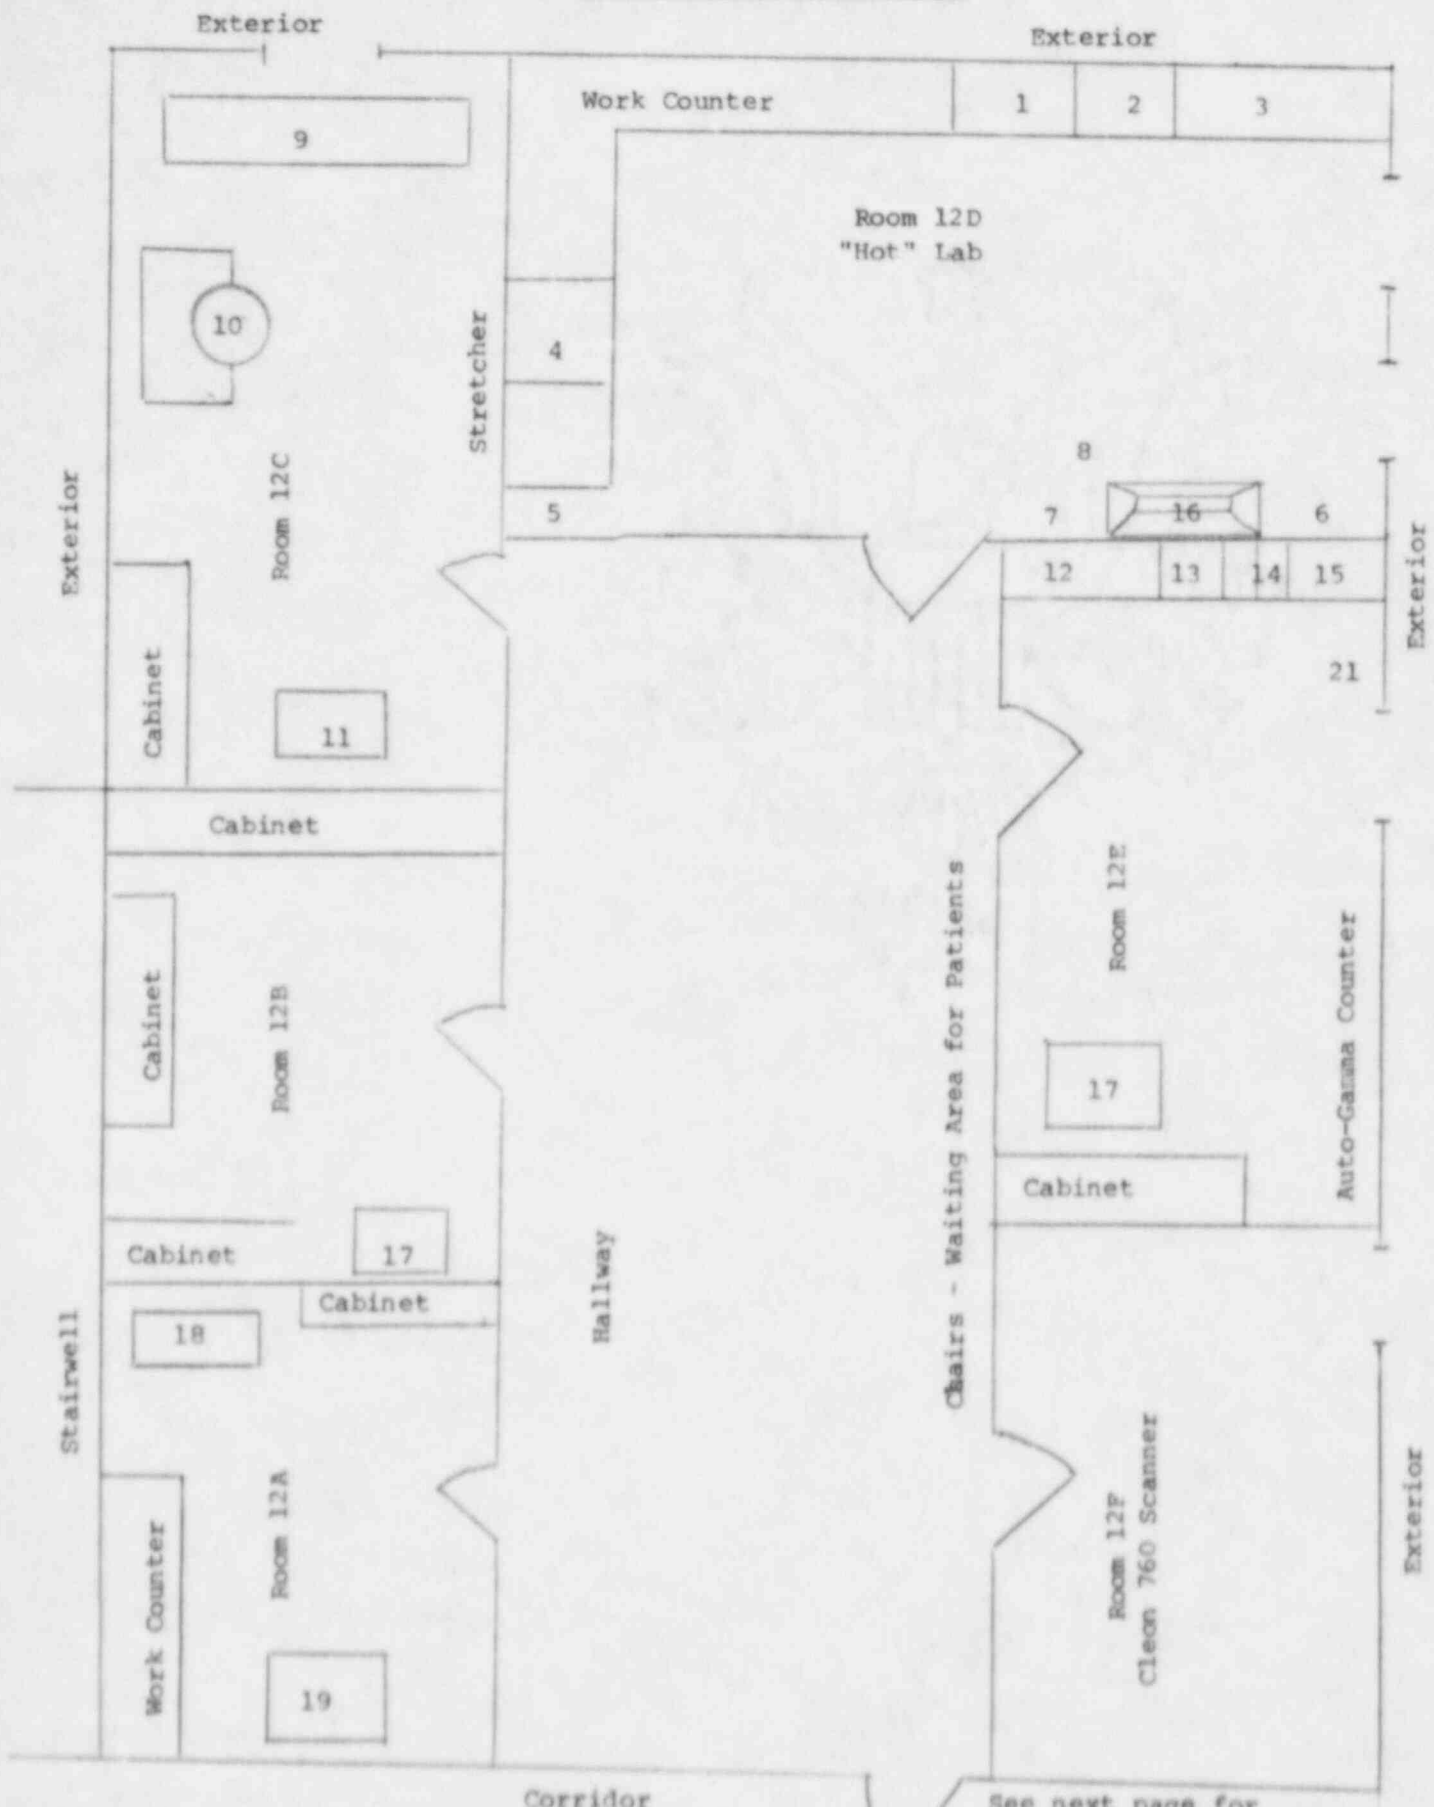 Exterior
Exterior
Work Counter
1
2
3
9
Room 12D
"Hot" Lab
10
Stretcher
4
8
Exterior
Room 12C
5
7
16
6
Exterior
12
13
14
15
Cabinet
21
11
Cabinet
Room 12E
Chairs - Waiting Area for Patients
Auto-Gamma Counter
Cabinet
Room 12B
17
Cabinet
Cabinet
17
Cabinet
Hallway
18
Stairwell
Room 12A
Room 12F
Cleon 760 Scanner
Exterior
Work Counter
19
Corridor
See next page for